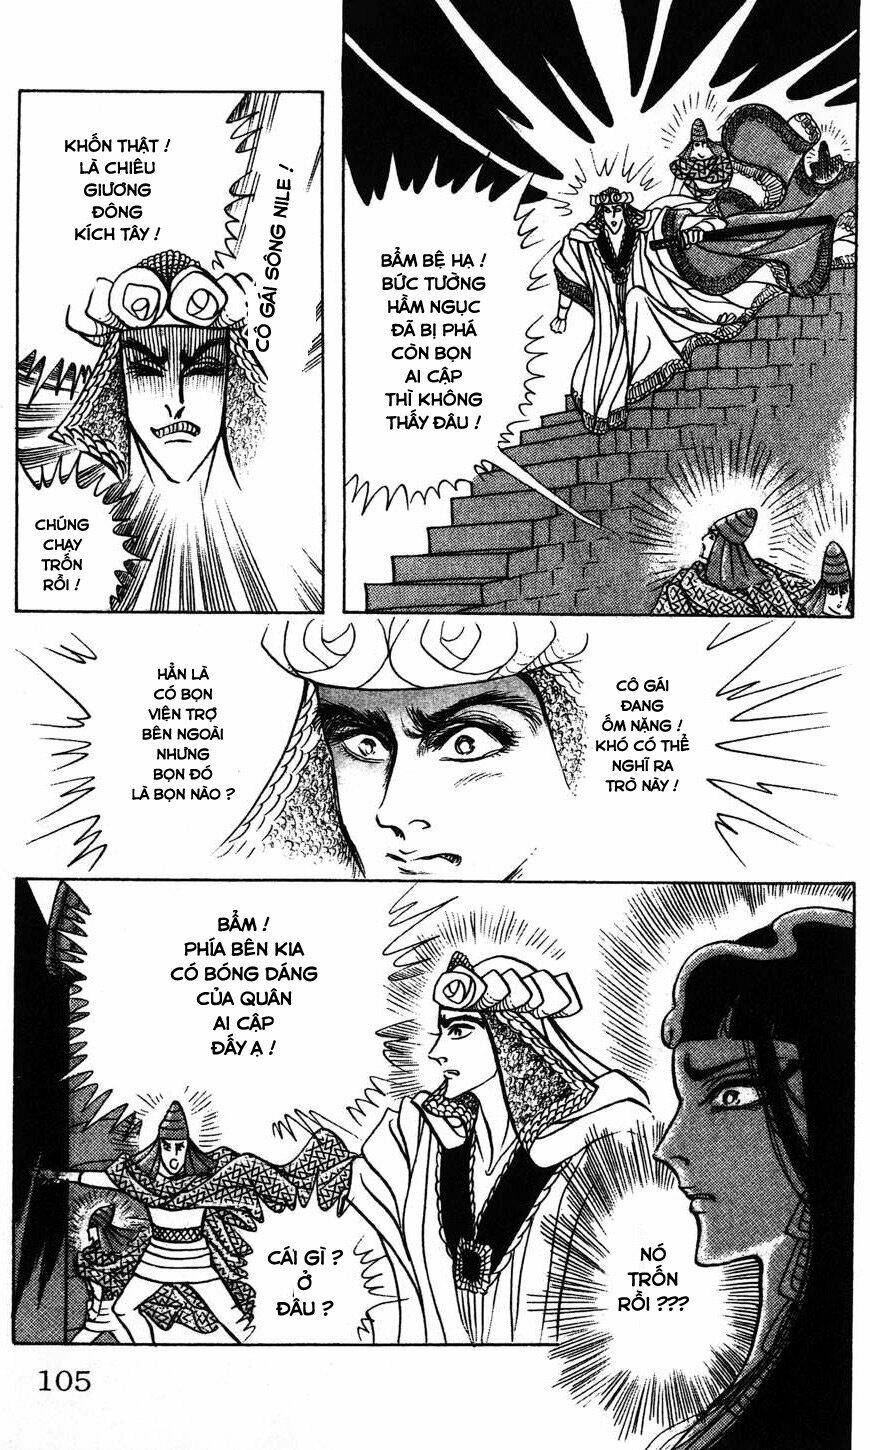 BẨM BỆ HẠ !
BỨC TƯỜNG
HẦM NGỤC
ĐÃ BỊ PHÁ
CÒN BỌN
AI CẬP
THÌ KHÔNG
THẤY ĐÂU !
CÔ GÁI SÔNG NILE !
KHỐN THẬT !
LÀ CHIÊU
GIƯƠNG
ĐÔNG
KÍCH TÂY !
CHÚNG
CHẠY
TRỐN
RỒI !
CÔ GÁI
ĐANG
ỐM NẶNG !
KHÓ CÓ THỂ
NGHĨ RA
TRÒ NÀY !
HẲN LÀ
CÓ BỌN
VIỆN TRỢ
BÊN NGOÀI
NHƯNG
BỌN ĐÓ
LÀ BỌN NÀO ?
BẨM !
PHÍA BÊN KIA
CÓ BÓNG DÁNG
CỦA QUÂN
AI CẬP
ĐẤY Ạ !
CÁI GÌ ?
Ở
ĐÂU ?
NÓ
TRỐN
RỒI ???
105